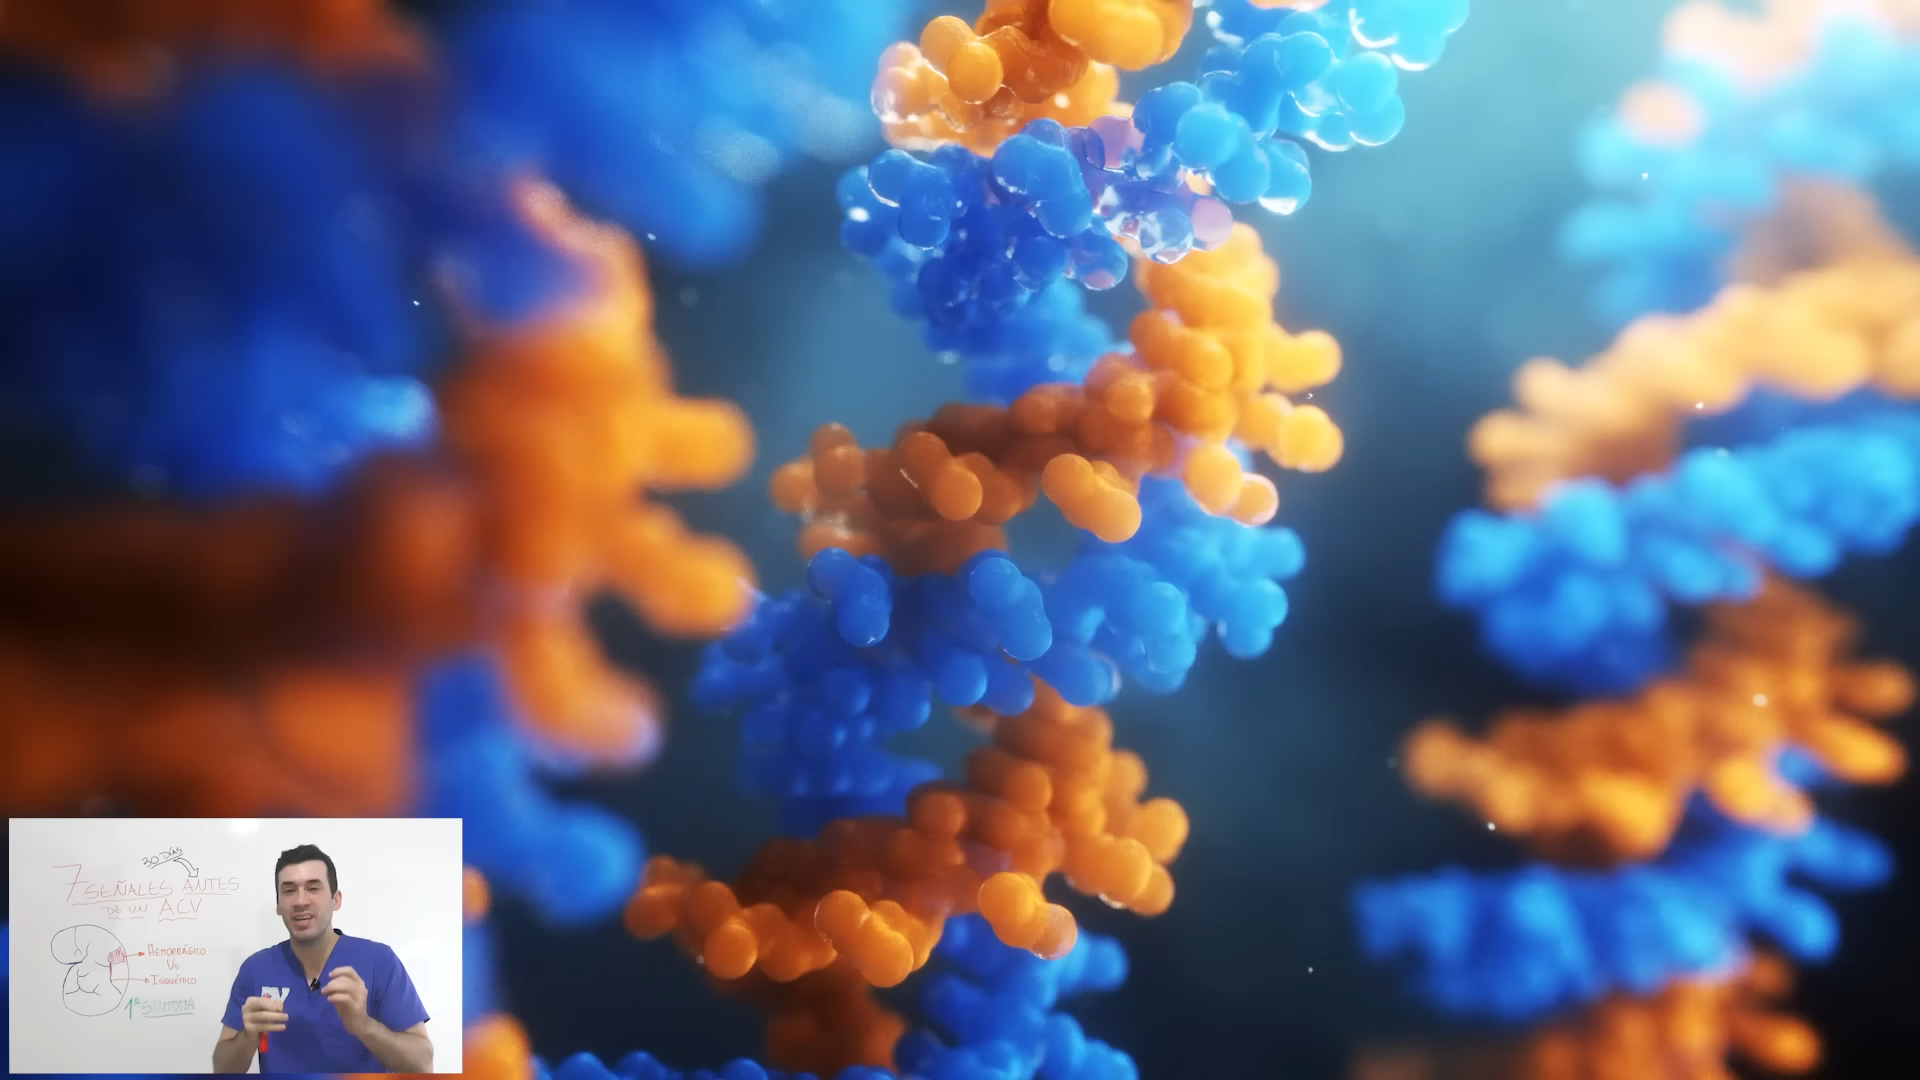 30 DÍAS
7 SEÑALES ANTES
DE UN ACV
HEMORRÁGICO
Vs
ISQUÉMICO
1º SÍNTOMA